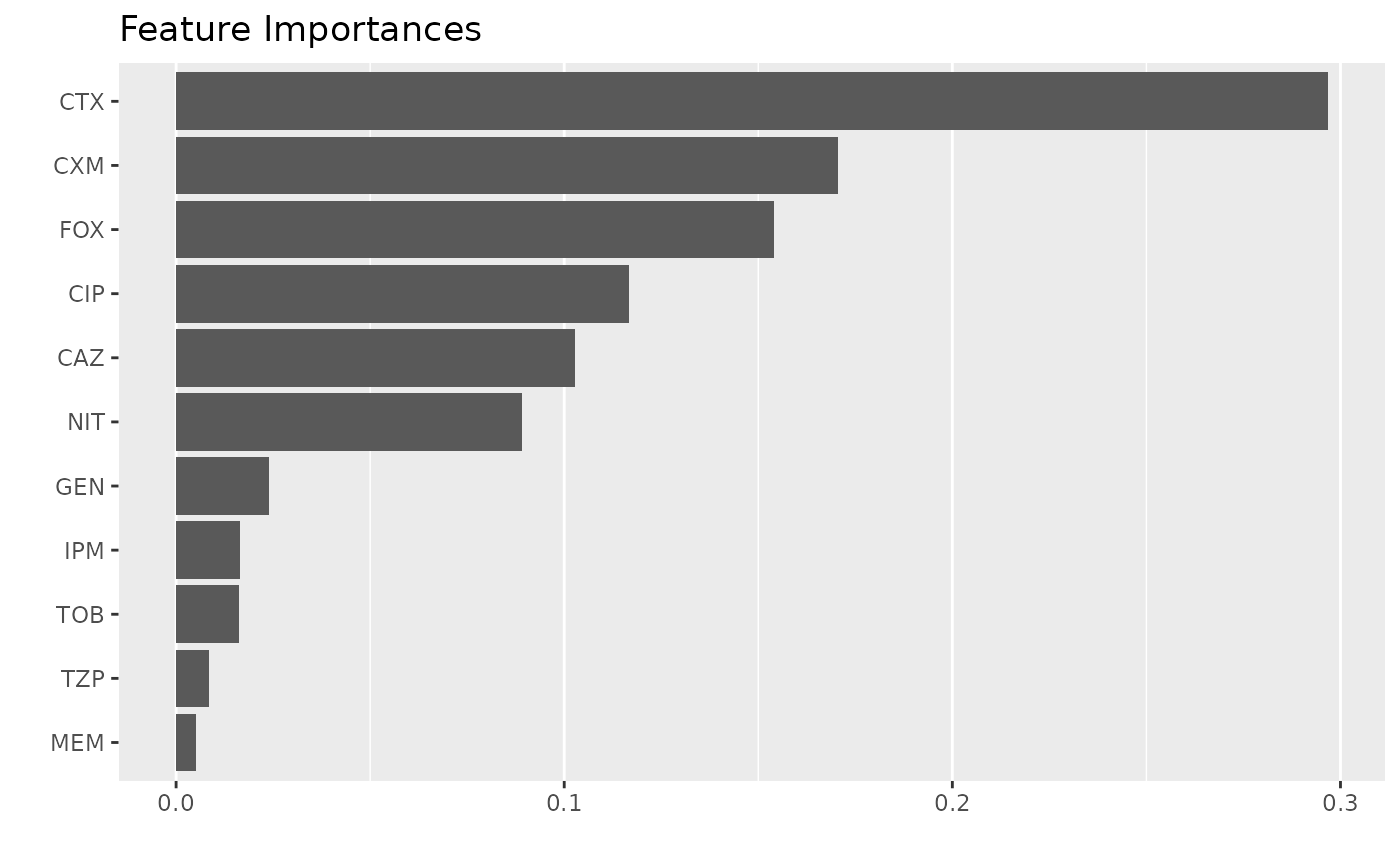 Feature Importances
CTX
CXM
FOX
CIP
CAZ
NIT
GEN
IPM
TOB
TZP
MEM
0.0 0.1 0.2 0.3